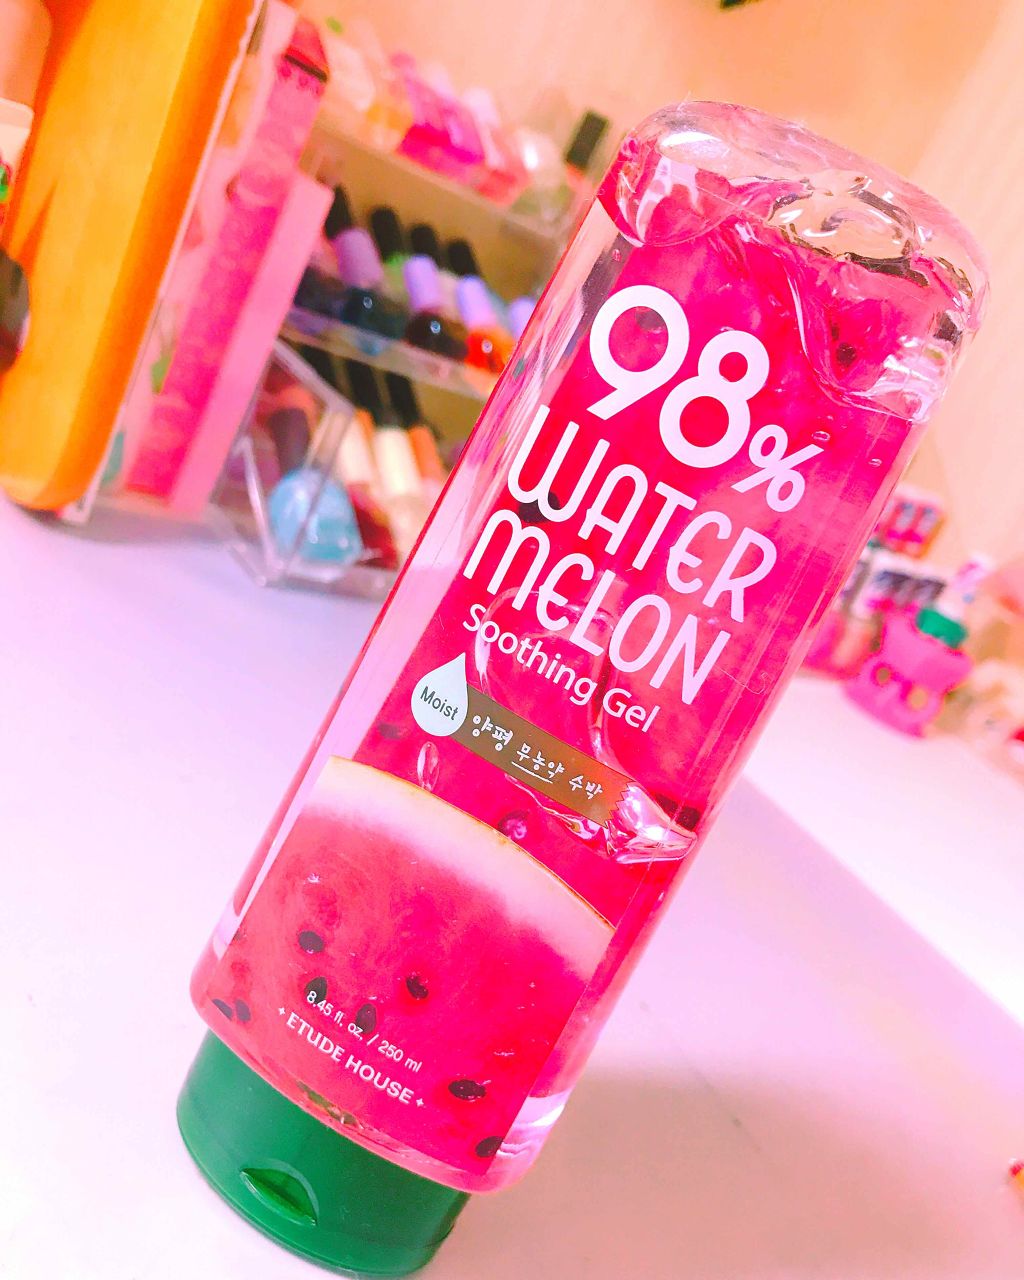 98%
WATER
MELON
Soothing Gel
Moist
양평 무농약 수박
8.45 fl. oz. / 250 ml
ETUDE HOUSE